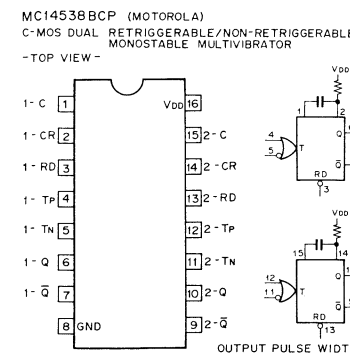 MC14538BCP (MOTOROLA)
C-MOS DUAL RETRIGGERABLE/NON-RETRIGGERABLE
MONOSTABLE MULTIVIBRATOR
-TOP VIEW-
1-C 1 VDD 16
1-CR 2 15 2-C
1-RD 3 14 2-CR
1-TP 4 13 2-RD
1-TN 5 12 2-TP
1-Q 6 11 2-TN
1-Q̅ 7 10 2-Q
8 GND 9 2-Q̅
VDD
1 2
4 Q
5 T
Q̅
RD
3
VDD
15 14
12 Q
11 T
Q̅
RD
13
OUTPUT PULSE WIDT